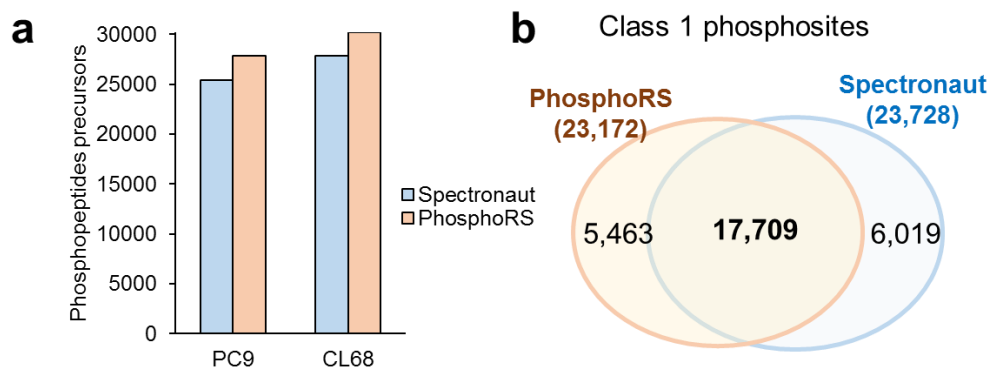 a
30000
25000
20000
15000
10000
5000
0
Phosphopeptides precursors
PC9
CL68
Spectronaut
PhosphoRS
b
Class 1 phosphosites
PhosphoRS
(23,172)
Spectronaut
(23,728)
5,463
17,709
6,019